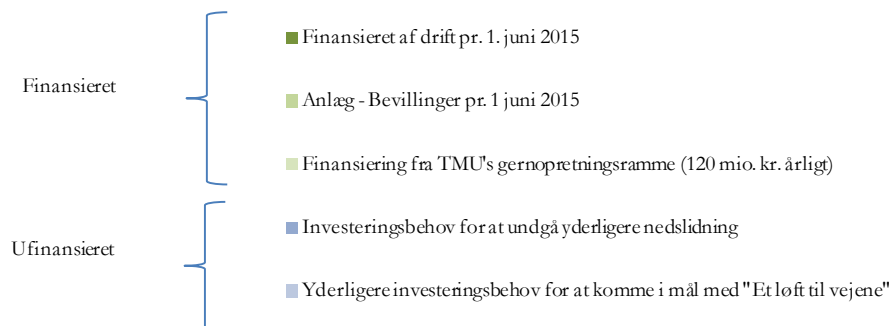 Finansieret af drift pr. 1. juni 2015
Finansieret
Anlæg - Bevillinger pr. 1 juni 2015
Finansiering fra TMU's gernopretningsramme (120 mio. kr. årligt)
Investeringsbehov for at undgå yderligere nedslidning
Ufinansieret
Yderligere investeringsbehov for at komme i mål med "Et løft til vejene"